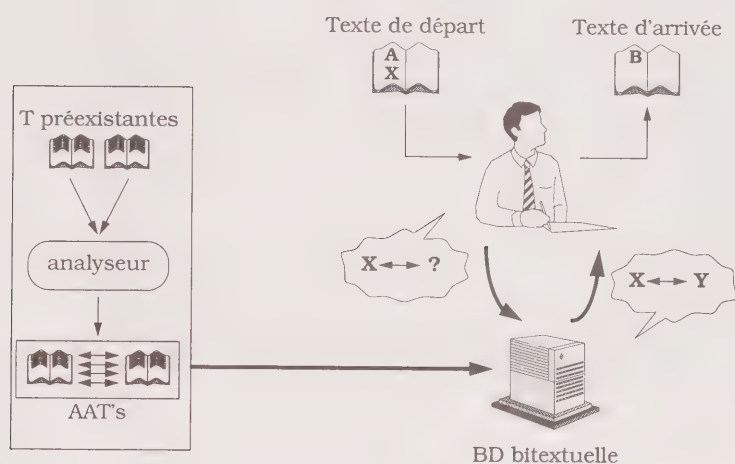 Texte de départ
Texte d'arrivée
A
X
B
T préexistantes
analyseur
X ↔ ?
X ↔ Y
AAT's
BD bitextuelle